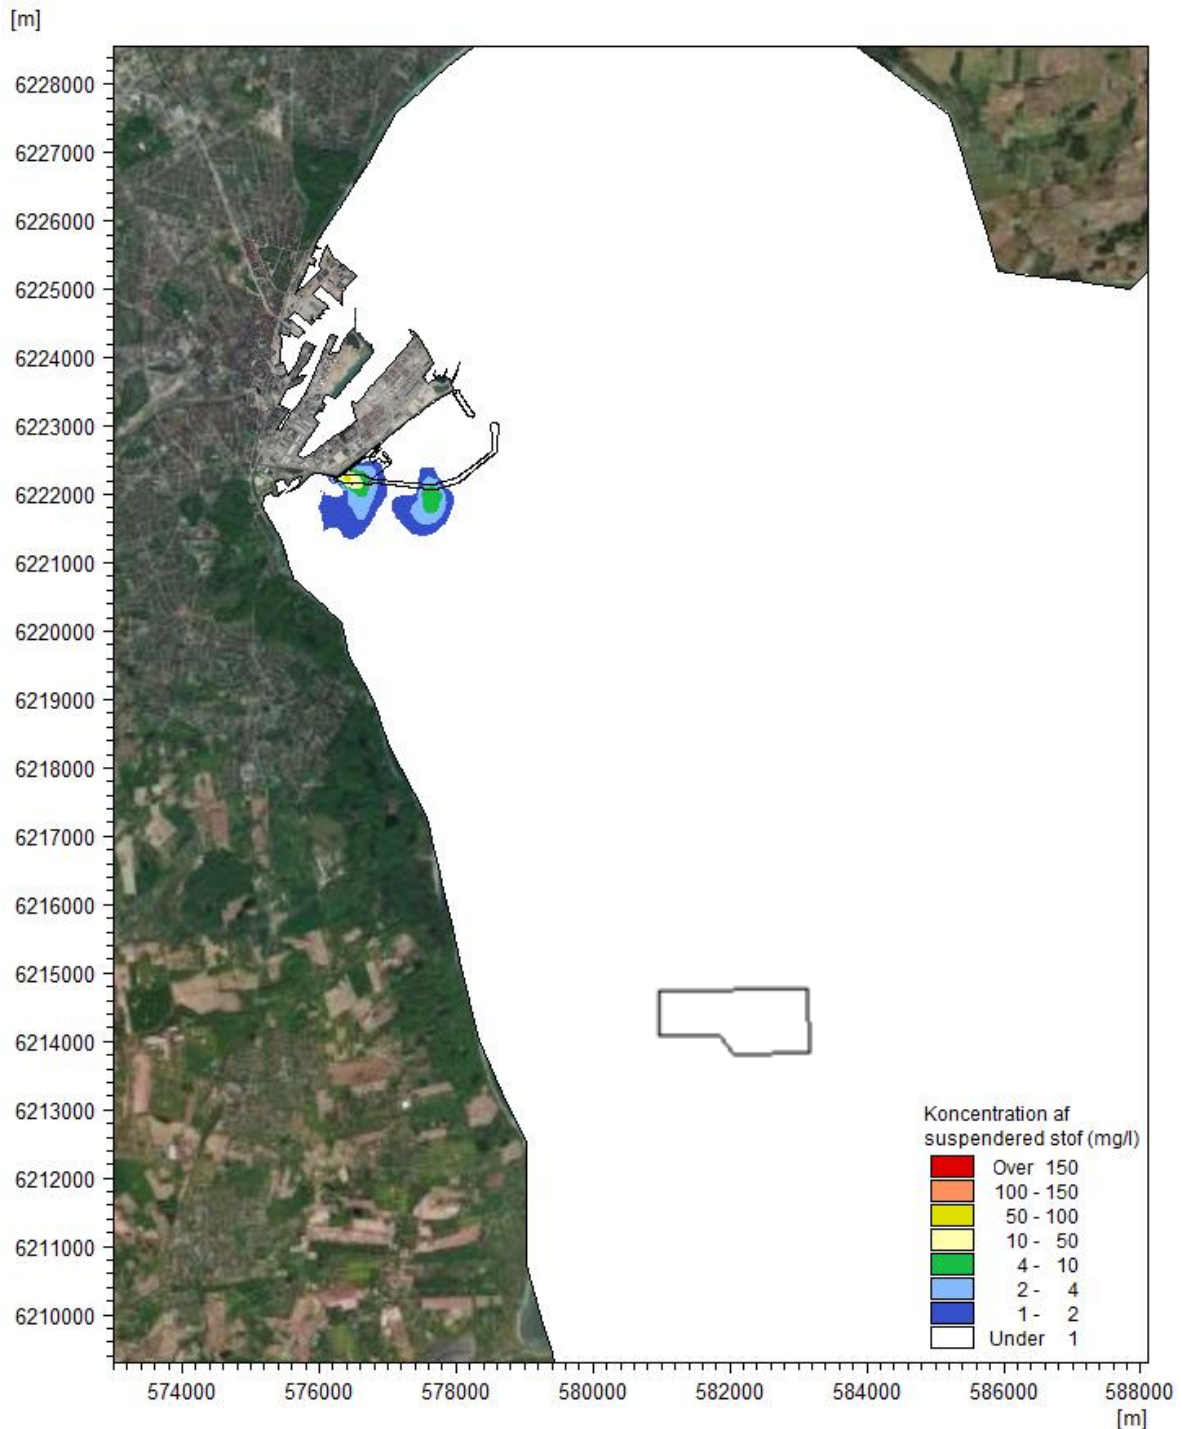 [m]
6228000
6227000
6226000
6225000
6224000
6223000
6222000
6221000
6220000
6219000
6218000
6217000
6216000
6215000
6214000
6213000
6212000
6211000
6210000
Koncentration af
suspendered stof (mg/l)
Over 150
100 - 150
50 - 100
10 - 50
4 - 10
2 - 4
1 - 2
Under 1
574000 576000 578000 580000 582000 584000 586000 588000
[m]